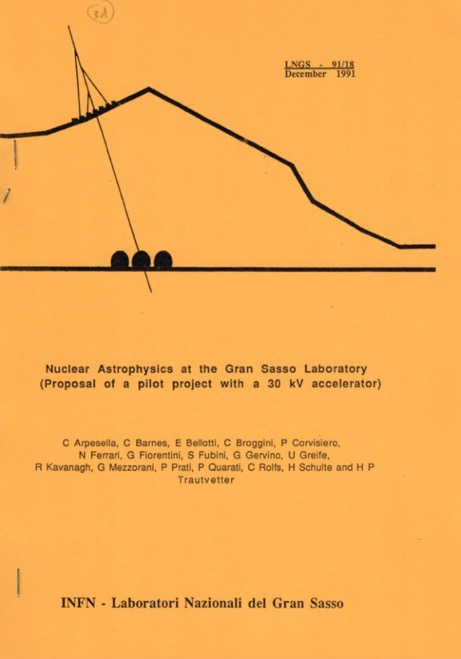 31
LNGS - 91/18
December 1991
Nuclear Astrophysics at the Gran Sasso Laboratory
(Proposal of a pilot project with a 30 kV accelerator)
C Arpesella, C Barnes, E Bellotti, C Broggini, P Corvisiero,
N Ferrari, G Fiorentini, S Fubini, G Gervino, U Greife,
R Kavanagh, G Mezzorani, P Prati, P Quarati, C Rolfs, H Schulte and H P
Trautvetter
INFN - Laboratori Nazionali del Gran Sasso